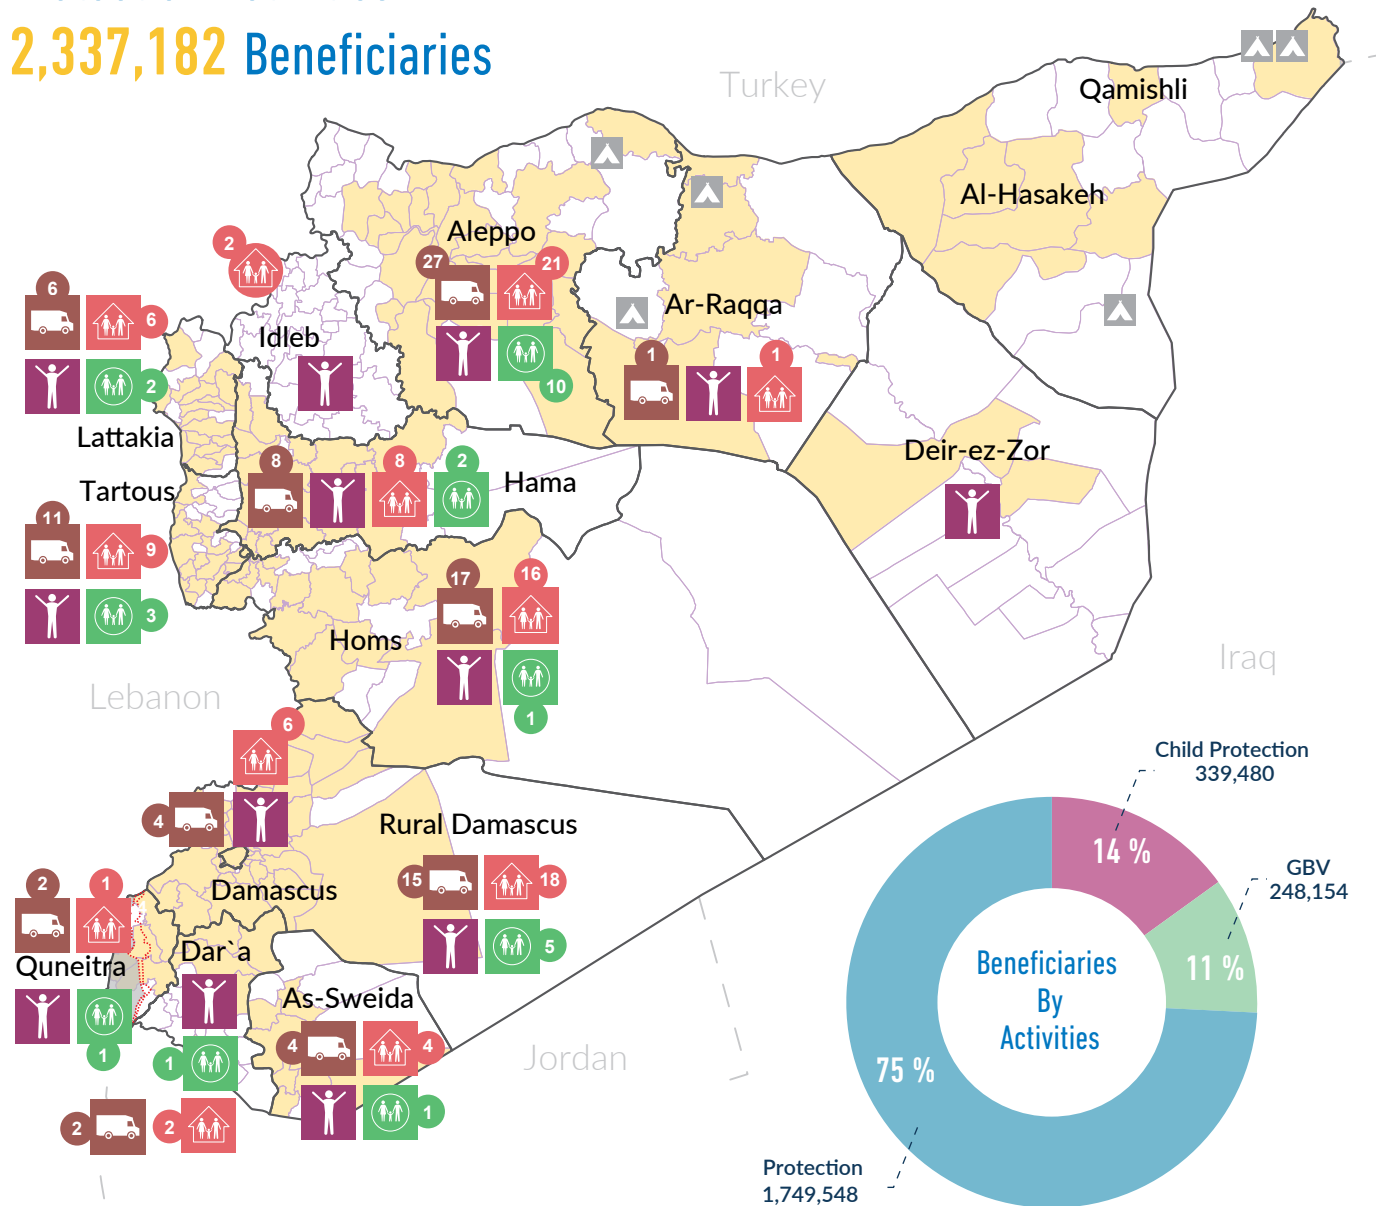 2,337,182 Beneficiaries
Turkey
Qamishli
Al-Hasakeh
Aleppo
2
27
21
6
6
Idleb
Ar-Raqqa
10
1
1
2
Lattakia
Deir-ez-Zor
8
8
2
Hama
Tartous
11
9
3
17
16
Homs
1
Iraq
Lebanon
6
4
Rural Damascus
15
18
5
Damascus
2
1
Quneitra
1
Dar`a
1
2
2
As-Sweida
4
4
1
Jordan
Child Protection
339,480
14 %
GBV
248,154
11 %
Beneficiaries
By
Activities
75 %
Protection
1,749,548